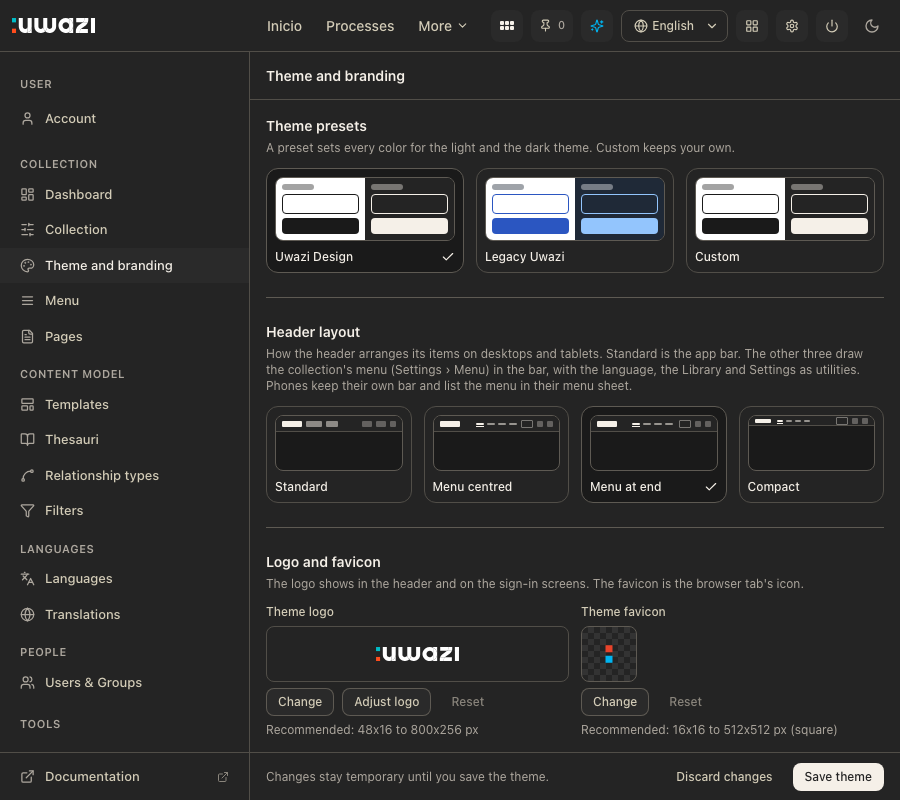 :uwazi
Inicio
Processes
More
0
English
USER
Account
COLLECTION
Dashboard
Collection
Theme and branding
Menu
Pages
CONTENT MODEL
Templates
Thesauri
Relationship types
Filters
LANGUAGES
Languages
Translations
PEOPLE
Users & Groups
TOOLS
Documentation
Theme and branding
Theme presets
A preset sets every color for the light and the dark theme. Custom keeps your own.
Uwazi Design
Legacy Uwazi
Custom
Header layout
How the header arranges its items on desktops and tablets. Standard is the app bar. The other three draw
the collection's menu (Settings › Menu) in the bar, with the language, the Library and Settings as utilities.
Phones keep their own bar and list the menu in their menu sheet.
Standard
Menu centred
Menu at end
Compact
Logo and favicon
The logo shows in the header and on the sign-in screens. The favicon is the browser tab's icon.
Theme logo
:uwazi
Change
Adjust logo
Reset
Recommended: 48x16 to 800x256 px
Theme favicon
Change
Reset
Recommended: 16x16 to 512x512 px (square)
Changes stay temporary until you save the theme.
Discard changes
Save theme